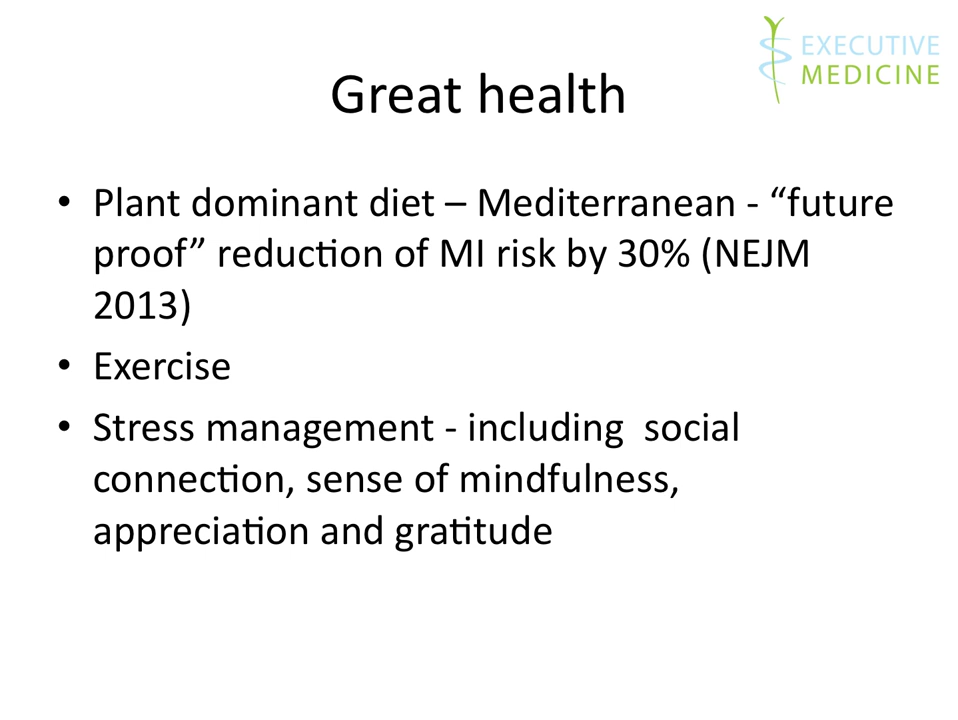 EXECUTIVE
MEDICINE
Great health
• Plant dominant diet – Mediterranean - “future
proof” reduction of MI risk by 30% (NEJM
2013)
• Exercise
• Stress management - including  social
connection, sense of mindfulness,
appreciation and gratitude